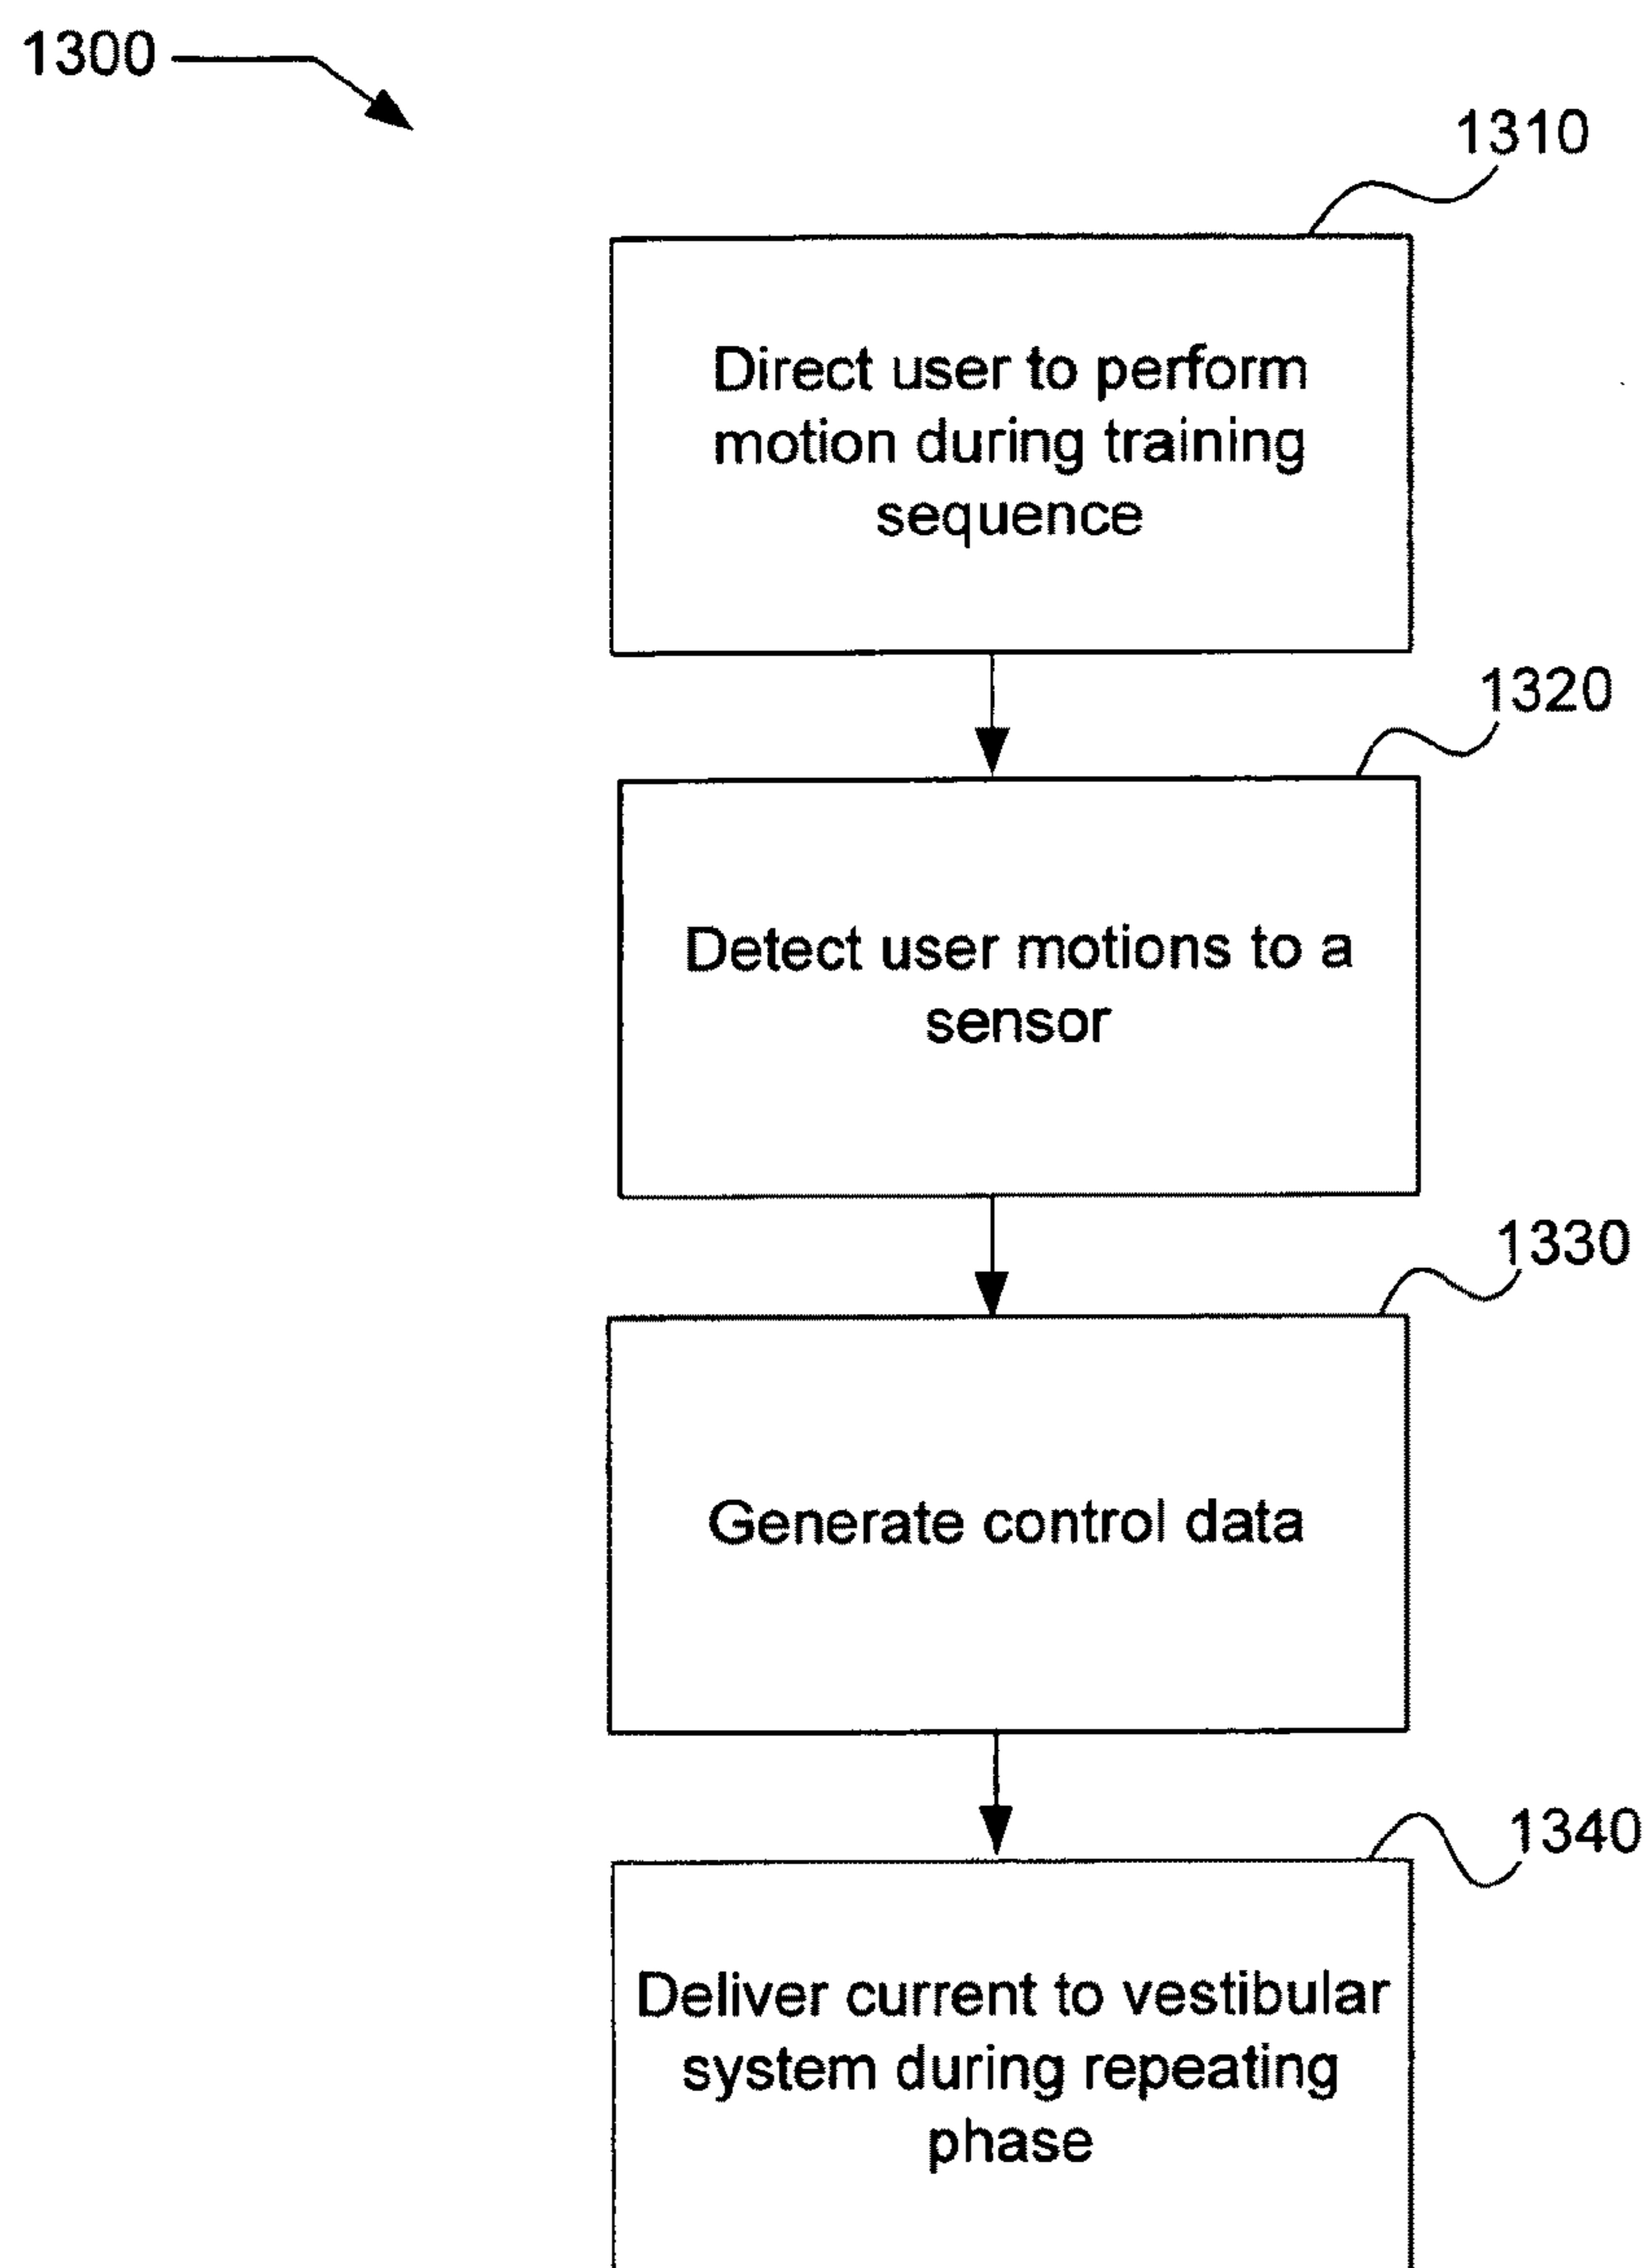 1300
1310
Direct user to perform
motion during training
sequence
1320
Detect user motions to a
sensor
1330
Generate control data
1340
Deliver current to vestibular
system during repeating
phase